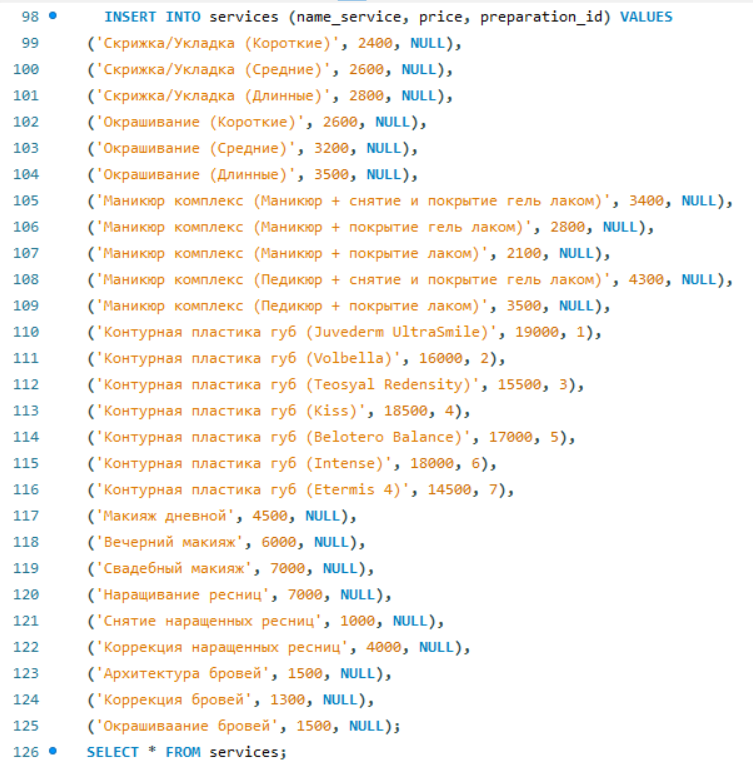 98 INSERT INTO services (name_service, price, preparation_id) VALUES
99 ('Скрижка/Укладка (Короткие)', 2400, NULL),
100 ('Скрижка/Укладка (Средние)', 2600, NULL),
101 ('Скрижка/Укладка (Длинные)', 2800, NULL),
102 ('Окрашивание (Короткие)', 2600, NULL),
103 ('Окрашивание (Средние)', 3200, NULL),
104 ('Окрашивание (Длинные)', 3500, NULL),
105 ('Маникюр комплекс (Маникюр + снятие и покрытие гель лаком)', 3400, NULL),
106 ('Маникюр комплекс (Маникюр + покрытие гель лаком)', 2800, NULL),
107 ('Маникюр комплекс (Маникюр + покрытие лаком)', 2100, NULL),
108 ('Маникюр комплекс (Педикюр + снятие и покрытие гель лаком)', 4300, NULL),
109 ('Маникюр комплекс (Педикюр + покрытие лаком)', 3500, NULL),
110 ('Контурная пластика губ (Juvederm UltraSmile)', 19000, 1),
111 ('Контурная пластика губ (Volbella)', 16000, 2),
112 ('Контурная пластика губ (Teosyal Redensity)', 15500, 3),
113 ('Контурная пластика губ (Kiss)', 18500, 4),
114 ('Контурная пластика губ (Belotero Balance)', 17000, 5),
115 ('Контурная пластика губ (Intense)', 18000, 6),
116 ('Контурная пластика губ (Etermis 4)', 14500, 7),
117 ('Макияж дневной', 4500, NULL),
118 ('Вечерний макияж', 6000, NULL),
119 ('Свадебный макияж', 7000, NULL),
120 ('Наращивание ресниц', 7000, NULL),
121 ('Снятие наращенных ресниц', 1000, NULL),
122 ('Коррекция наращенных ресниц', 4000, NULL),
123 ('Архитектура бровей', 1500, NULL),
124 ('Коррекция бровей', 1300, NULL),
125 ('Окрашиваание бровей', 1500, NULL);
126 SELECT * FROM services;